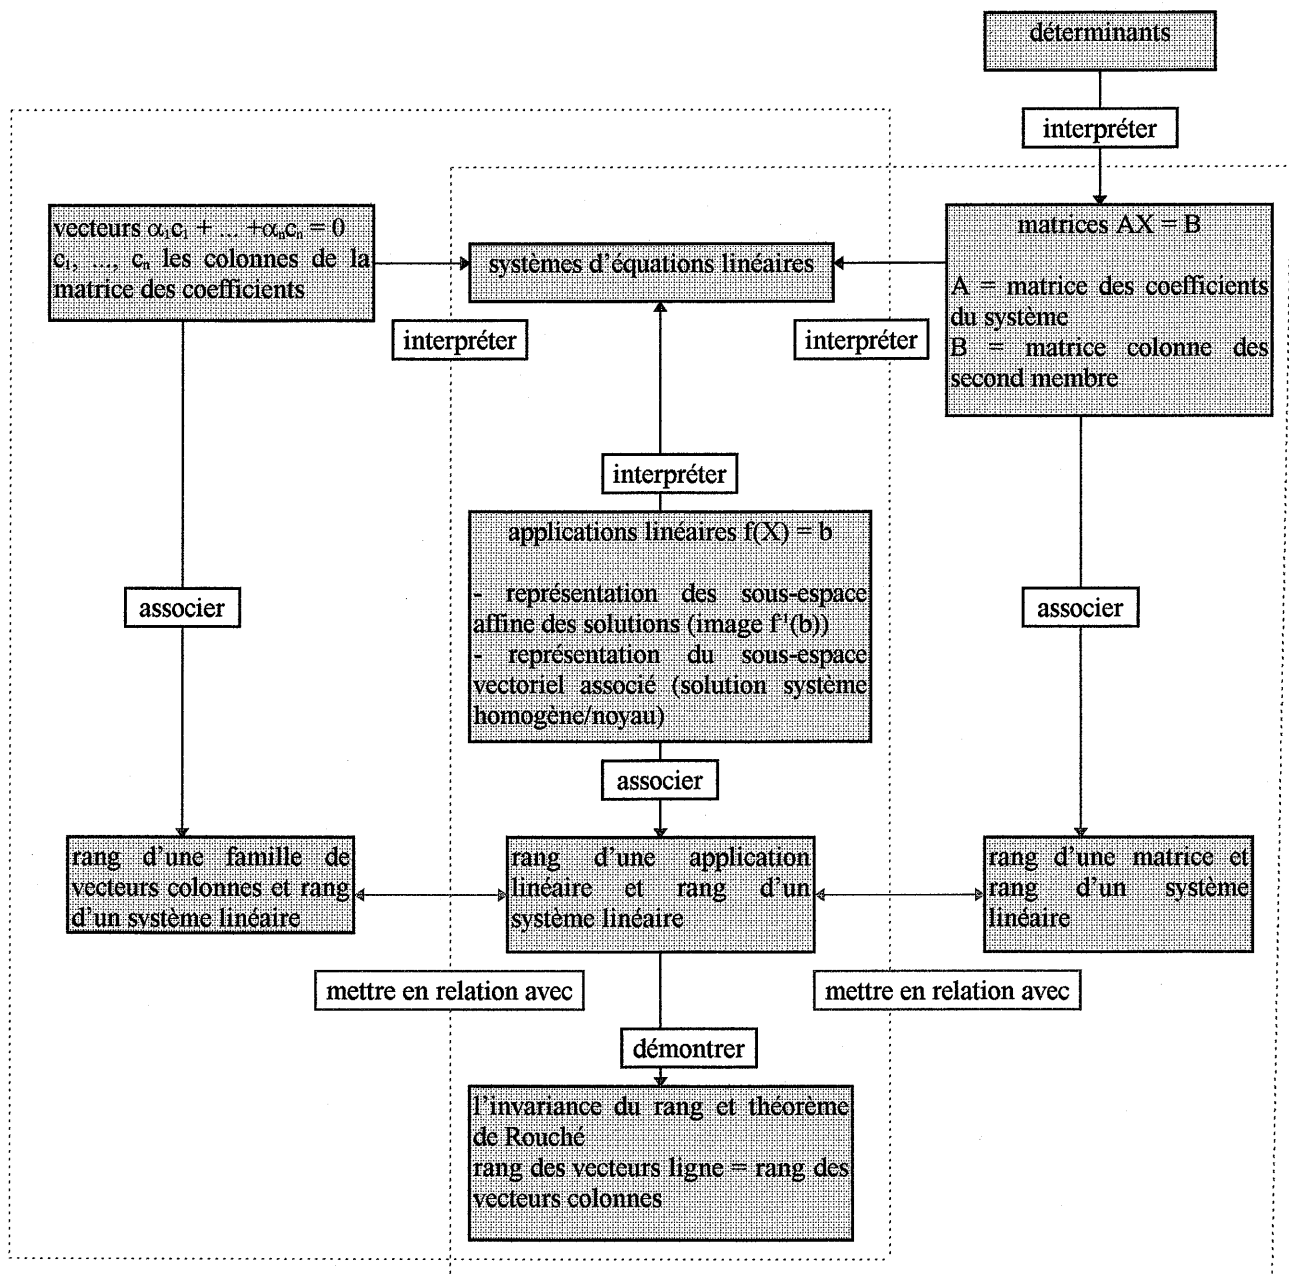 déterminants
interpréter
vecteurs α₁c₁ + ... +αₙcₙ = 0
c₁, ..., cₙ les colonnes de la
matrice des coefficients
systèmes d'équations linéaires
matrices AX = B
A = matrice des coefficients
du système
B = matrice colonne des
second membre
interpréter
interpréter
interpréter
applications linéaires f(X) = b
- représentation des sous-espace
affine des solutions (image f¹(b))
- représentation du sous-espace
vectoriel associé (solution système
homogène/noyau)
associer
associer
associer
rang d'une famille de
vecteurs colonnes et rang
d'un système linéaire
rang d'une application
linéaire et rang d'un
système linéaire
rang d'une matrice et
rang d'un système
linéaire
mettre en relation avec
mettre en relation avec
démontrer
l'invariance du rang et théorème
de Rouché
rang des vecteurs ligne = rang des
vecteurs colonnes